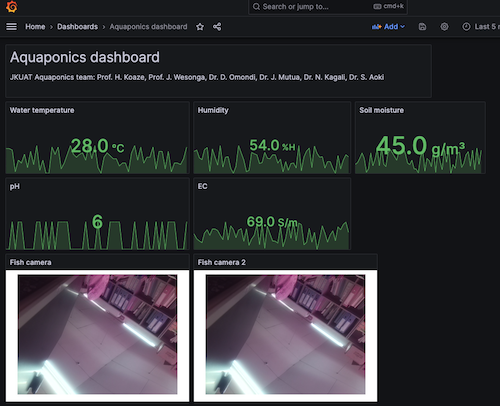 Search or jump to...
cmd+k
Home › Dashboards › Aquaponics dashboard
Add
Last 5
Aquaponics dashboard
JKUAT Aquaponics team: Prof. H. Koaze, Prof. J. Wesonga, Dr. D. Omondi, Dr. J. Mutua, Dr. N. Kagali, Dr. S. Aoki
Water temperature
28.0 °C
Humidity
54.0 %H
Soil moisture
45.0 g/m³
pH
6
EC
69.0 S/m
Fish camera
Fish camera 2